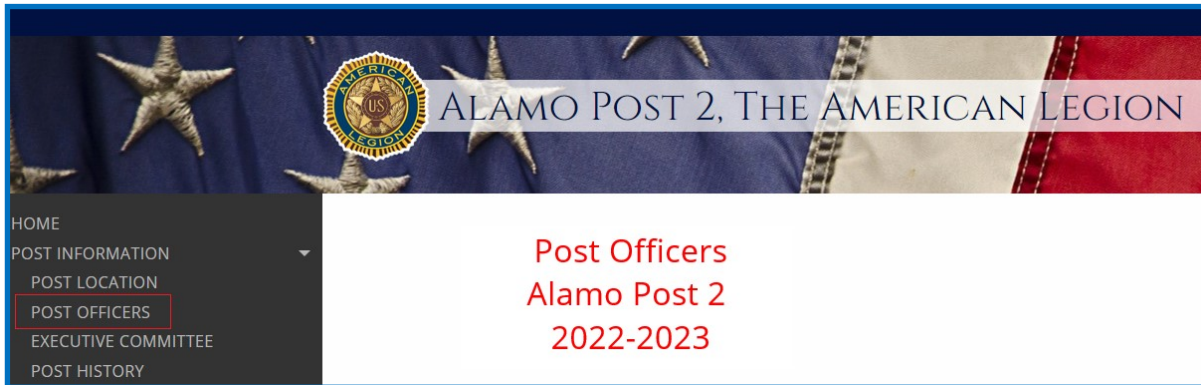 AMERICAN
US
LEGION
ALAMO POST 2, THE AMERICAN LEGION
HOME
POST INFORMATION
POST LOCATION
POST OFFICERS
EXECUTIVE COMMITTEE
POST HISTORY
Post Officers
Alamo Post 2
2022-2023